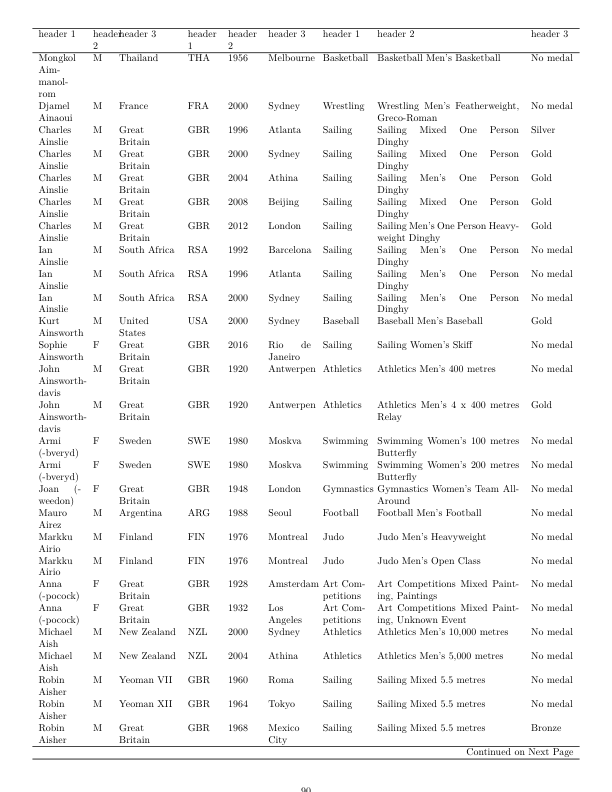 header 1 header 2 header 3 header 1 header 2 header 3 header 1 header 2 header 3
Mongkol Aim-manol-rom M Thailand THA 1956 Melbourne Basketball Basketball Men's Basketball No medal
Djamel Ainaoui M France FRA 2000 Sydney Wrestling Wrestling Men's Featherweight, Greco-Roman No medal
Charles Ainslie M Great Britain GBR 1996 Atlanta Sailing Sailing Mixed One Person Dinghy Silver
Charles Ainslie M Great Britain GBR 2000 Sydney Sailing Sailing Mixed One Person Dinghy Gold
Charles Ainslie M Great Britain GBR 2004 Athina Sailing Sailing Men's One Person Dinghy Gold
Charles Ainslie M Great Britain GBR 2008 Beijing Sailing Sailing Mixed One Person Dinghy Gold
Charles Ainslie M Great Britain GBR 2012 London Sailing Sailing Men's One Person Heavy-weight Dinghy Gold
Ian Ainslie M South Africa RSA 1992 Barcelona Sailing Sailing Men's One Person Dinghy No medal
Ian Ainslie M South Africa RSA 1996 Atlanta Sailing Sailing Men's One Person Dinghy No medal
Ian Ainslie M South Africa RSA 2000 Sydney Sailing Sailing Men's One Person Dinghy No medal
Kurt Ainsworth M United States USA 2000 Sydney Baseball Baseball Men's Baseball Gold
Sophie Ainsworth F Great Britain GBR 2016 Rio de Janeiro Sailing Sailing Women's Skiff No medal
John Ainsworth-davis M Great Britain GBR 1920 Antwerpen Athletics Athletics Men's 400 metres No medal
John Ainsworth-davis M Great Britain GBR 1920 Antwerpen Athletics Athletics Men's 4 x 400 metres Relay Gold
Armi (-bveryd) F Sweden SWE 1980 Moskva Swimming Swimming Women's 100 metres Butterfly No medal
Armi (-bveryd) F Sweden SWE 1980 Moskva Swimming Swimming Women's 200 metres Butterfly No medal
Joan (-weedon) F Great Britain GBR 1948 London Gymnastics Gymnastics Women's Team All-Around No medal
Mauro Airez M Argentina ARG 1988 Seoul Football Football Men's Football No medal
Markku Airio M Finland FIN 1976 Montreal Judo Judo Men's Heavyweight No medal
Markku Airio M Finland FIN 1976 Montreal Judo Judo Men's Open Class No medal
Anna (-pocock) F Great Britain GBR 1928 Amsterdam Art Com-petitions Art Competitions Mixed Paint-ing, Paintings No medal
Anna (-pocock) F Great Britain GBR 1932 Los Angeles Art Com-petitions Art Competitions Mixed Paint-ing, Unknown Event No medal
Michael Aish M New Zealand NZL 2000 Sydney Athletics Athletics Men's 10,000 metres No medal
Michael Aish M New Zealand NZL 2004 Athina Athletics Athletics Men's 5,000 metres No medal
Robin Aisher M Yeoman VII GBR 1960 Roma Sailing Sailing Mixed 5.5 metres No medal
Robin Aisher M Yeoman XII GBR 1964 Tokyo Sailing Sailing Mixed 5.5 metres No medal
Robin Aisher M Great Britain GBR 1968 Mexico City Sailing Sailing Mixed 5.5 metres Bronze
Continued on Next Page
90